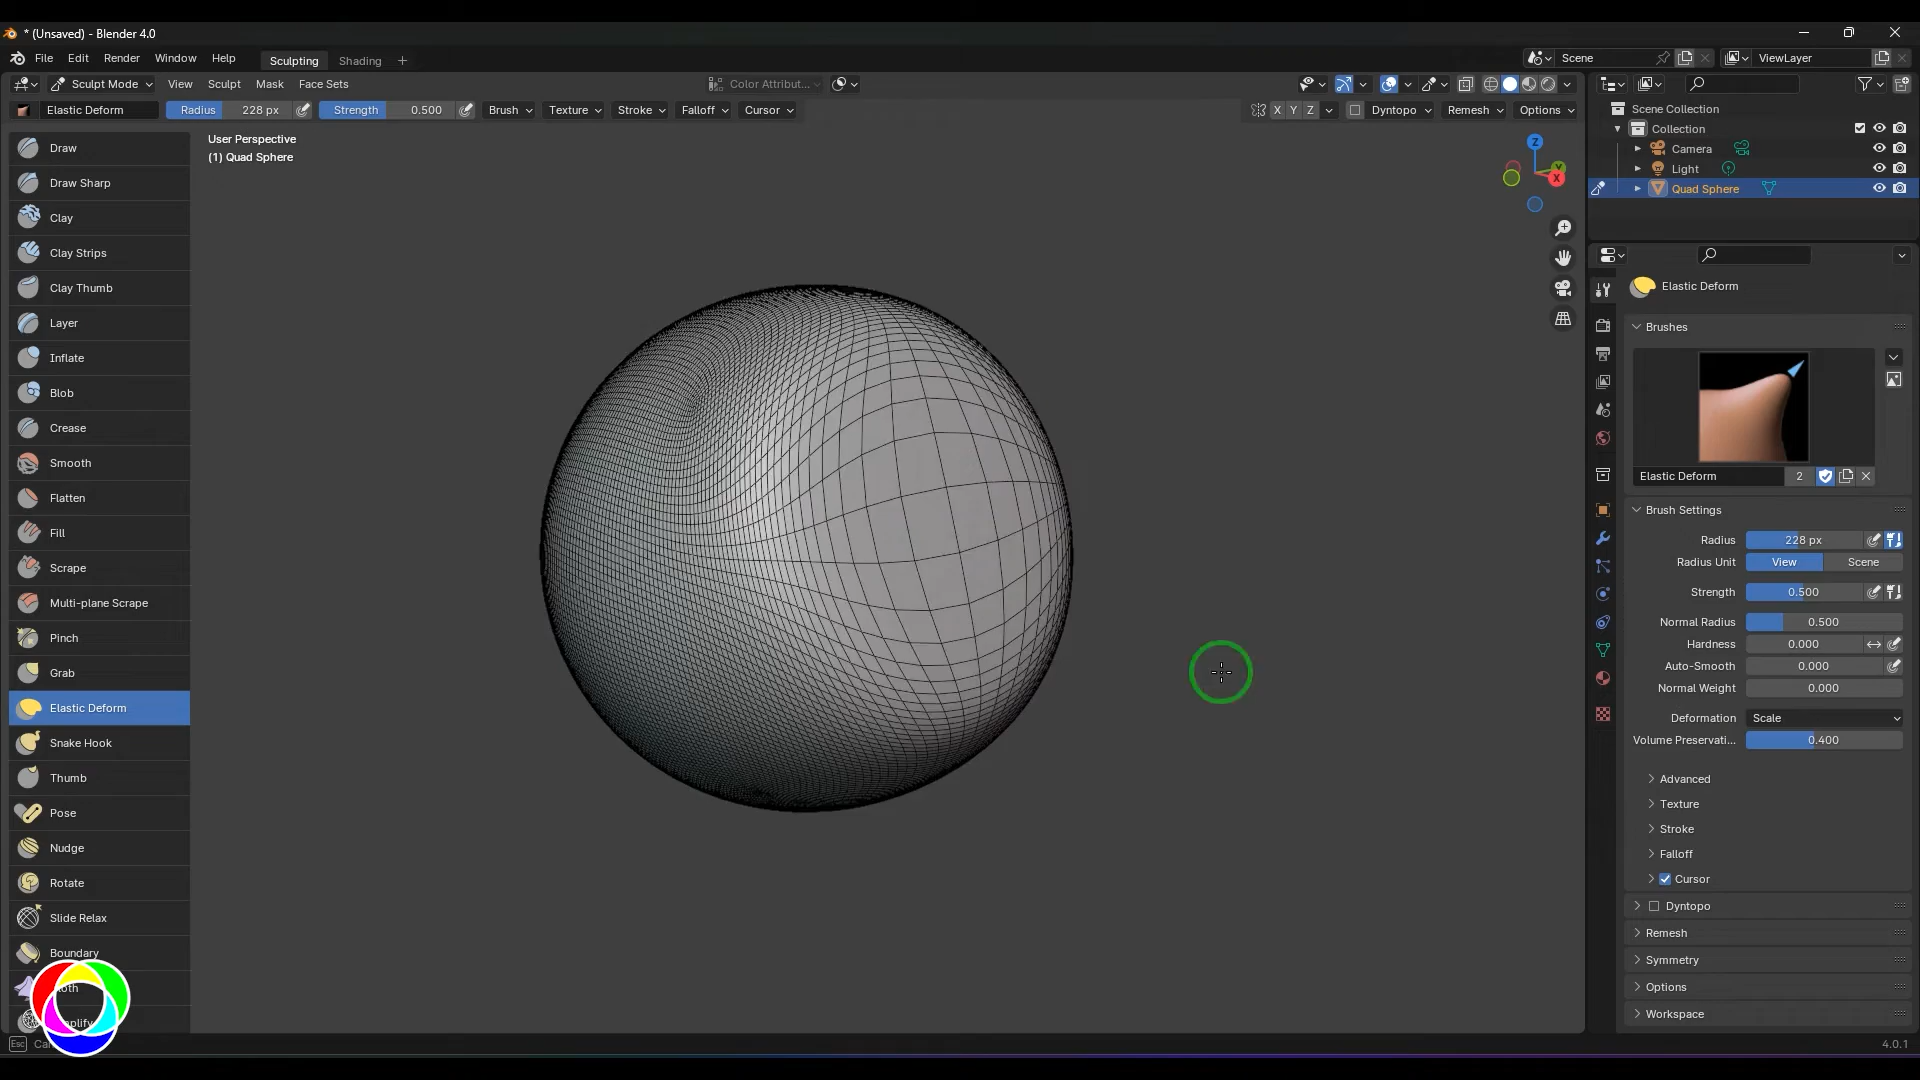 * (Unsaved) - Blender 4.0
File Edit Render Window Help Sculpting Shading + Scene ViewLayer
Sculpt Mode View Sculpt Mask Face Sets Color Attribut...
Elastic Deform Radius 228 px Strength 0.500 Brush Texture Stroke Falloff Cursor X Y Z Dyntopo Remesh Options
User Perspective
(1) Quad Sphere
Draw
Draw Sharp
Clay
Clay Strips
Clay Thumb
Layer
Inflate
Blob
Crease
Smooth
Flatten
Fill
Scrape
Multi-plane Scrape
Pinch
Grab
Elastic Deform
Snake Hook
Thumb
Pose
Nudge
Rotate
Slide Relax
Boundary
Esc
Z
Y
X
Scene Collection
Collection
Camera
Light
Quad Sphere
Elastic Deform
Brushes
Elastic Deform 2
Brush Settings
Radius 228 px
Radius Unit View Scene
Strength 0.500
Normal Radius 0.500
Hardness 0.000
Auto-Smooth 0.000
Normal Weight 0.000
Deformation Scale
Volume Preservati... 0.400
Advanced
Texture
Stroke
Falloff
Cursor
Dyntopo
Remesh
Symmetry
Options
Workspace
4.0.1